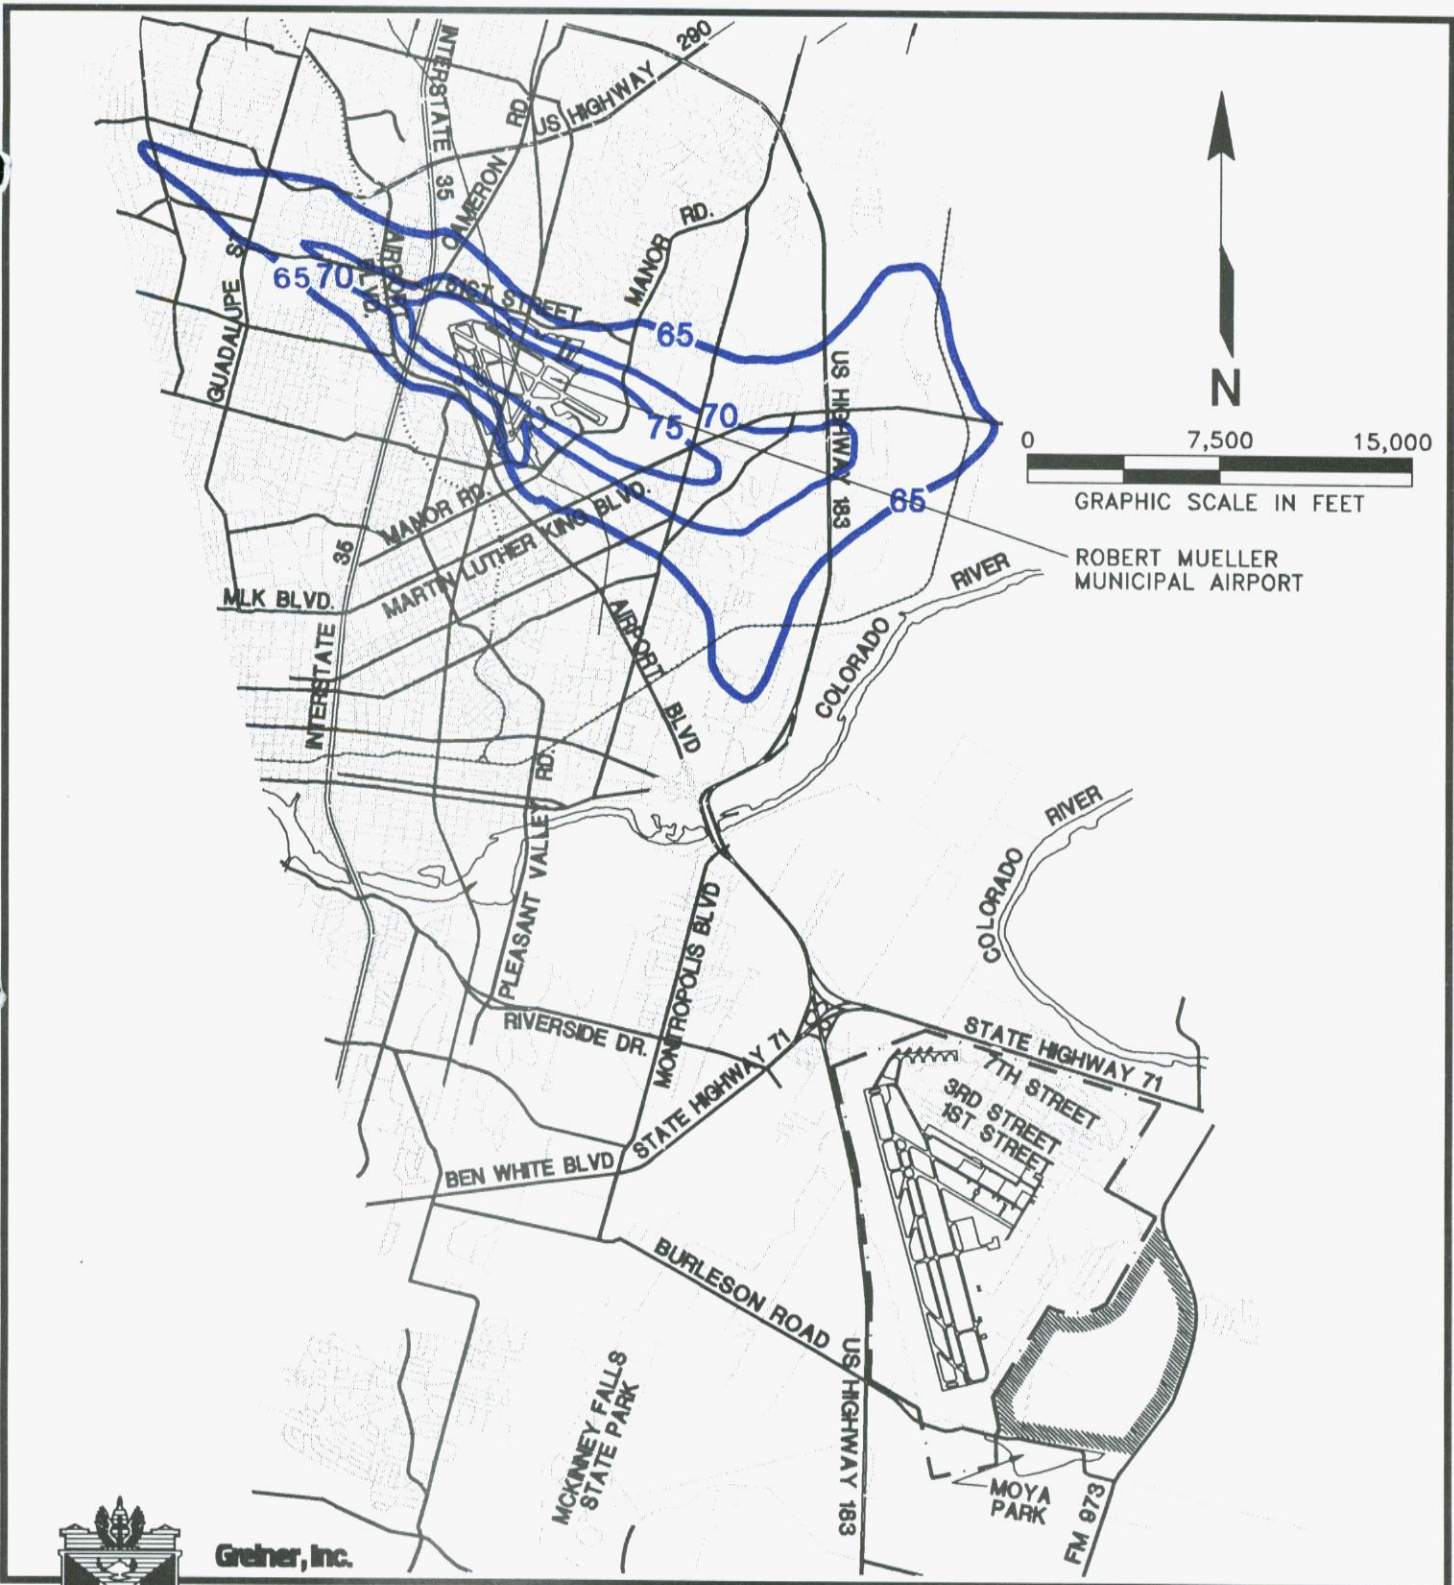 290
INTERSTATE 35
RD.
US HIGHWAY
CAMERON
RD.
MANOR
AIRPORT
BLVD.
GUADALUPE ST
65 70
51ST STREET
65
70
75
US HIGHWAY 183
65
N
0 7,500 15,000
GRAPHIC SCALE IN FEET
ROBERT MUELLER
MUNICIPAL AIRPORT
MANOR RD.
MARTIN LUTHER KING BLVD.
35
MLK BLVD.
INTERSTATE
AIRPORT
BLVD
RIVER
COLORADO
PLEASANT VALLEY RD.
RIVER
COLORADO
MONTROPOLIS BLVD
RIVERSIDE DR.
STATE HIGHWAY 71
STATE HIGHWAY 71
7TH STREET
3RD STREET
1ST STREET
BEN WHITE BLVD
BURLESON ROAD
US HIGHWAY 183
MCKINNEY FALLS
STATE PARK
MOYA
PARK
FM 973
Greiner, Inc.